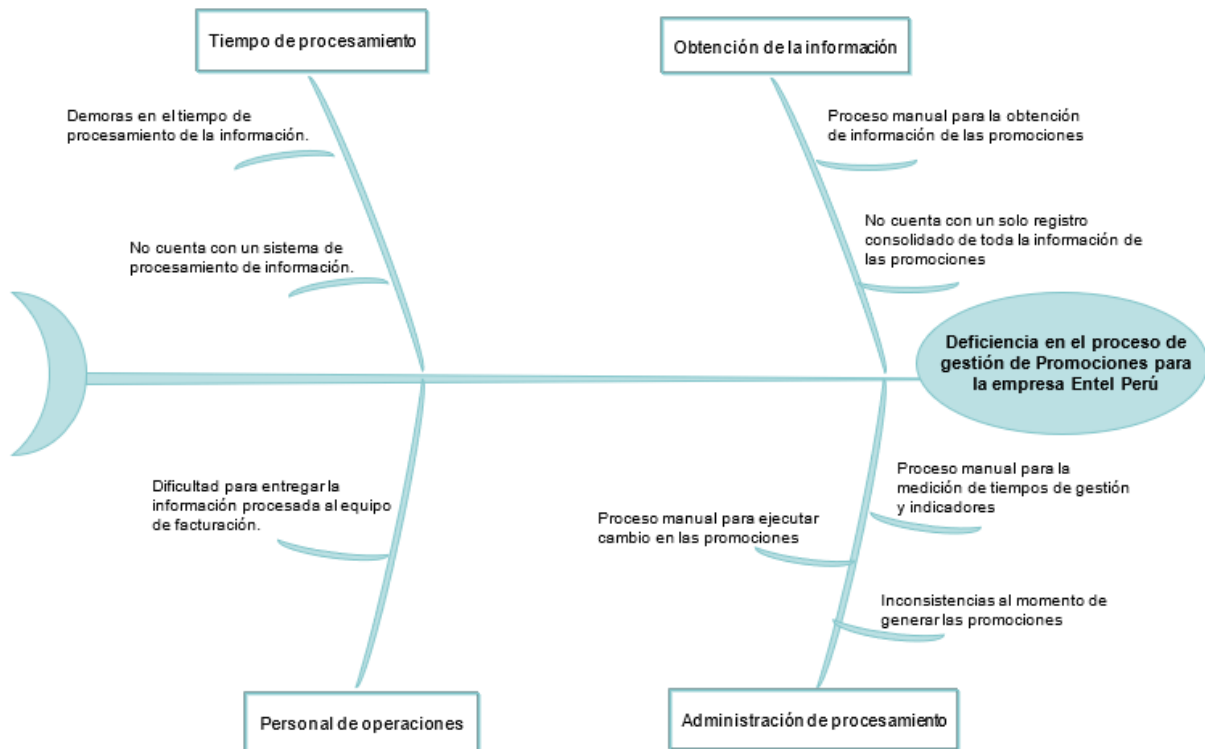 Tiempo de procesamiento
Obtención de la información
Demoras en el tiempo de
procesamiento de la información.
Proceso manual para la obtención
de información de las promociones
No cuenta con un sistema de
procesamiento de información.
No cuenta con un solo registro
consolidado de toda la información de
las promociones
Deficiencia en el proceso de
gestión de Promociones para
la empresa Entel Perú
Dificultad para entregar la
información procesada al equipo
de facturación.
Proceso manual para ejecutar
cambio en las promociones
Proceso manual para la
medición de tiempos de gestión
y indicadores
Inconsistencias al momento de
generar las promociones
Personal de operaciones
Administración de procesamiento